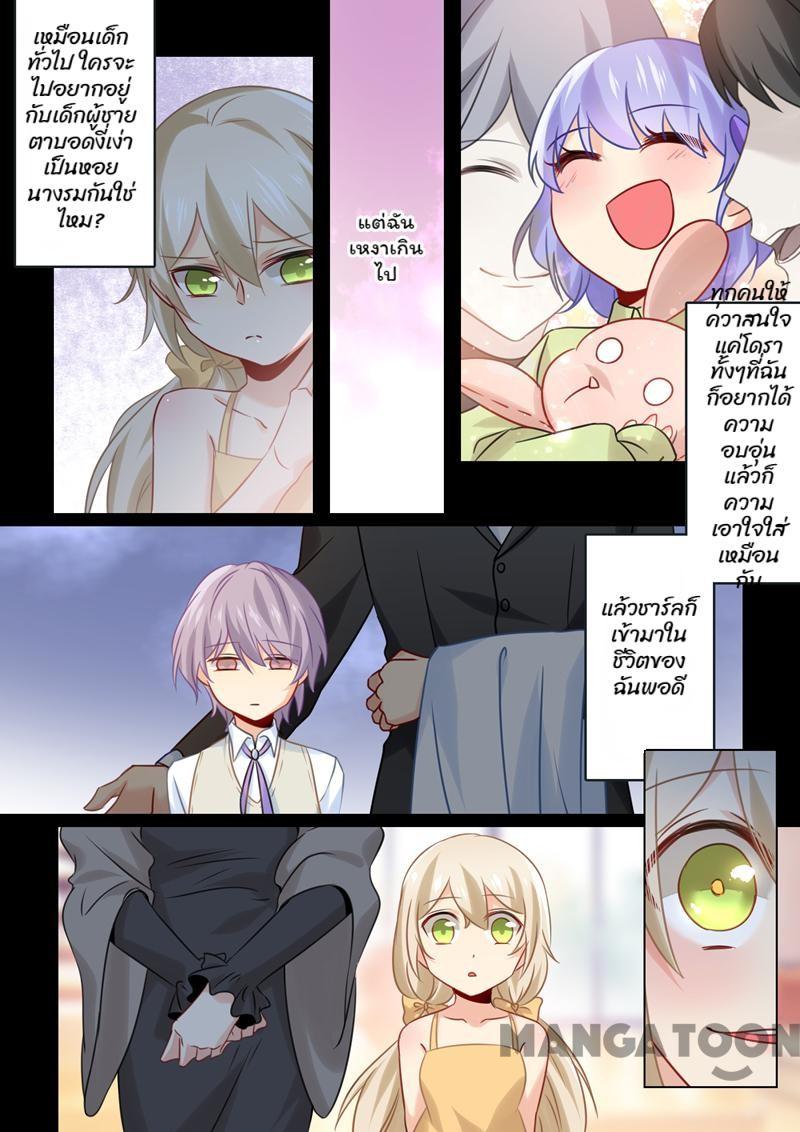 เหมือนเด็ก
ทั่วไป ใครจะ
ไปอยากอยู่
กับเด็กผู้ชาย
ตาบอดงี่เง่า
เป็นหอย
นางรมกันใช่
ไหม?
แต่ฉัน
เหงาเกิน
ไป
ทุกคนให้
ค่วาสนใจ
แค่โดรา
ทั้งๆที่ฉัน
ก็อยากได้
ความ
อบอุ่น
แล้วก็
ความ
เอาใจใส่
เหมือน
กัน
แล้วชาร์ลก็
เข้ามาใน
ชีวิตของ
ฉันพอดี
MANGATOON